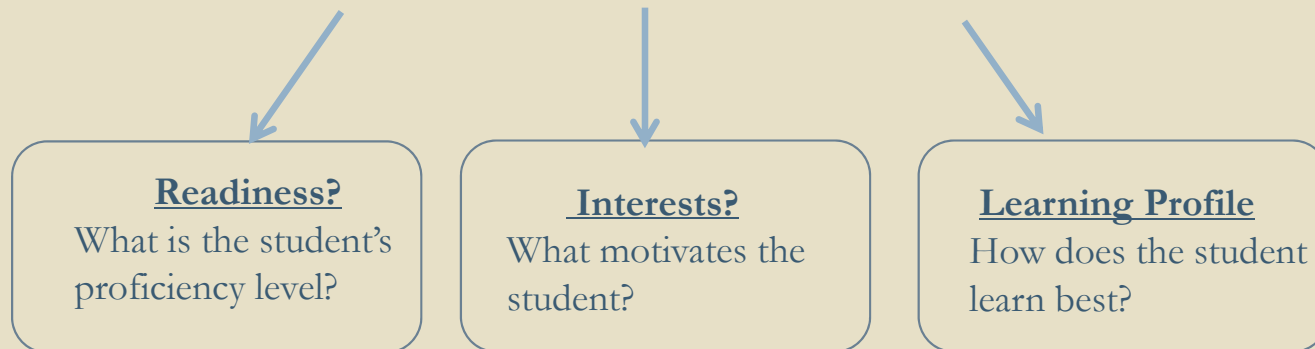 Readiness?
What is the student's
proficiency level?
Interests?
What motivates the
student?
Learning Profile
How does the student
learn best?